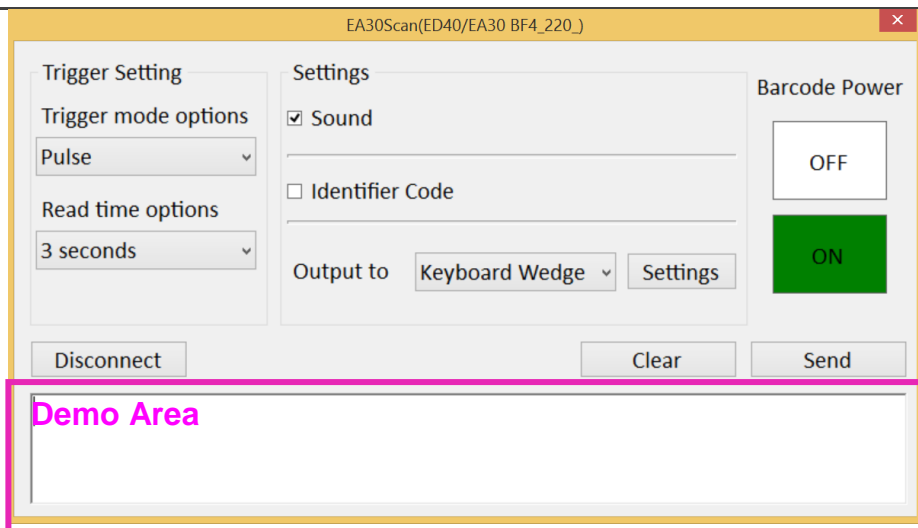 EA30Scan(ED40/EA30 BF4_220_)
Trigger Setting
Trigger mode options
Pulse
Read time options
3 seconds
Settings
Sound
Identifier Code
Output to Keyboard Wedge Settings
Barcode Power
OFF
ON
Disconnect Clear Send
Demo Area